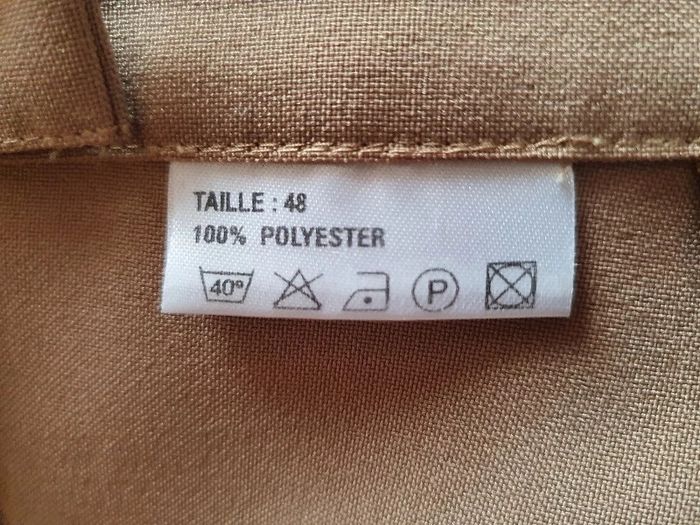 TAILLE : 48
100% POLYESTER
40° P